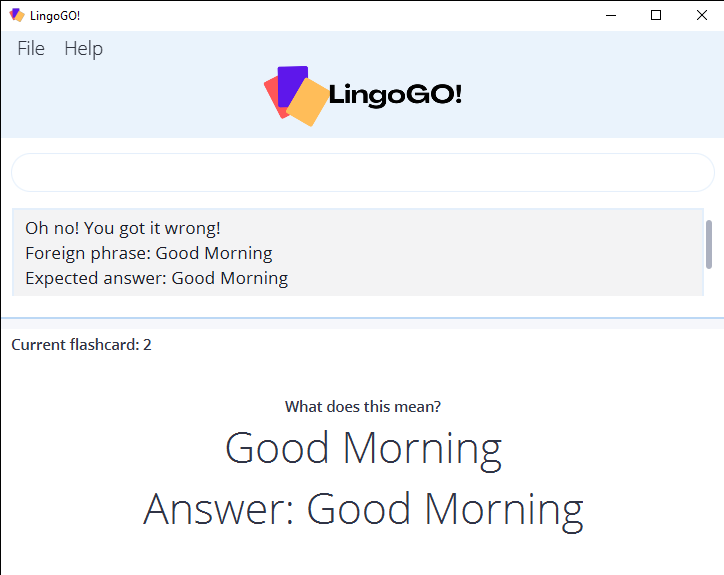 LingoGO!
File Help
LingoGO!
Oh no! You got it wrong!
Foreign phrase: Good Morning
Expected answer: Good Morning
Current flashcard: 2
What does this mean?
Good Morning
Answer: Good Morning